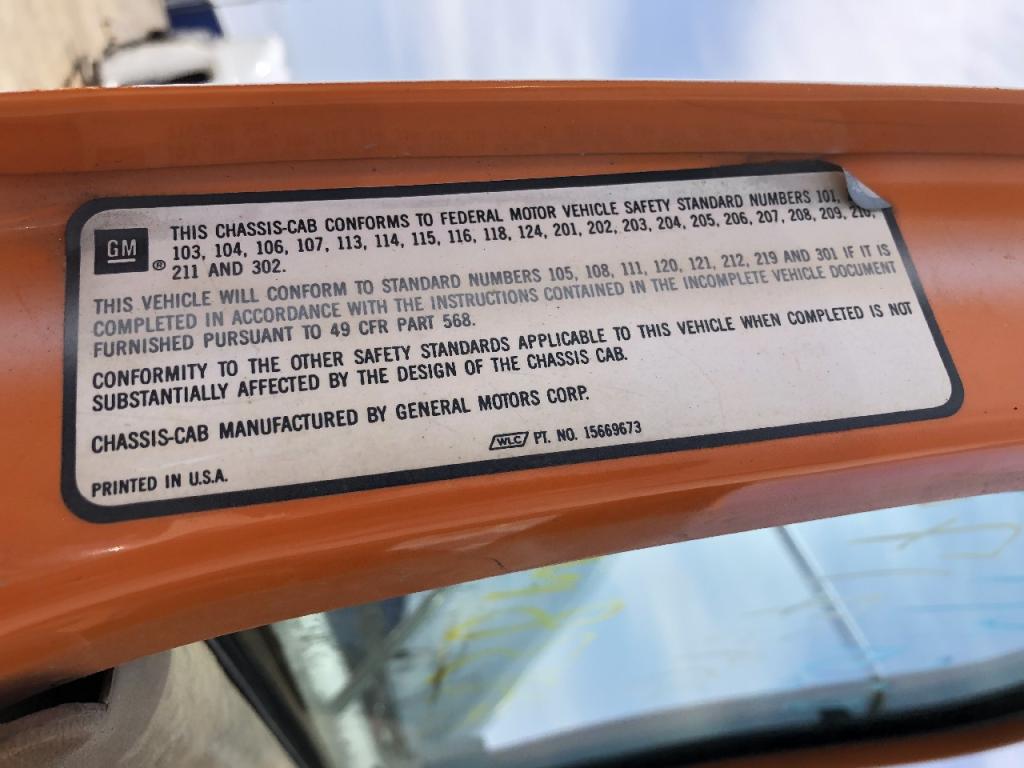 GM
®
THIS CHASSIS-CAB CONFORMS TO FEDERAL MOTOR VEHICLE SAFETY STANDARD NUMBERS 101,
103, 104, 106, 107, 113, 114, 115, 116, 118, 124, 201, 202, 203, 204, 205, 206, 207, 208, 209, 210,
211 AND 302.
THIS VEHICLE WILL CONFORM TO STANDARD NUMBERS 105, 108, 111, 120, 121, 212, 219 AND 301 IF IT IS
COMPLETED IN ACCORDANCE WITH THE INSTRUCTIONS CONTAINED IN THE INCOMPLETE VEHICLE DOCUMENT
FURNISHED PURSUANT TO 49 CFR PART 568.
CONFORMITY TO THE OTHER SAFETY STANDARDS APPLICABLE TO THIS VEHICLE WHEN COMPLETED IS NOT
SUBSTANTIALLY AFFECTED BY THE DESIGN OF THE CHASSIS CAB.
CHASSIS-CAB MANUFACTURED BY GENERAL MOTORS CORP.
WLC PT. NO. 15669673
PRINTED IN U.S.A.